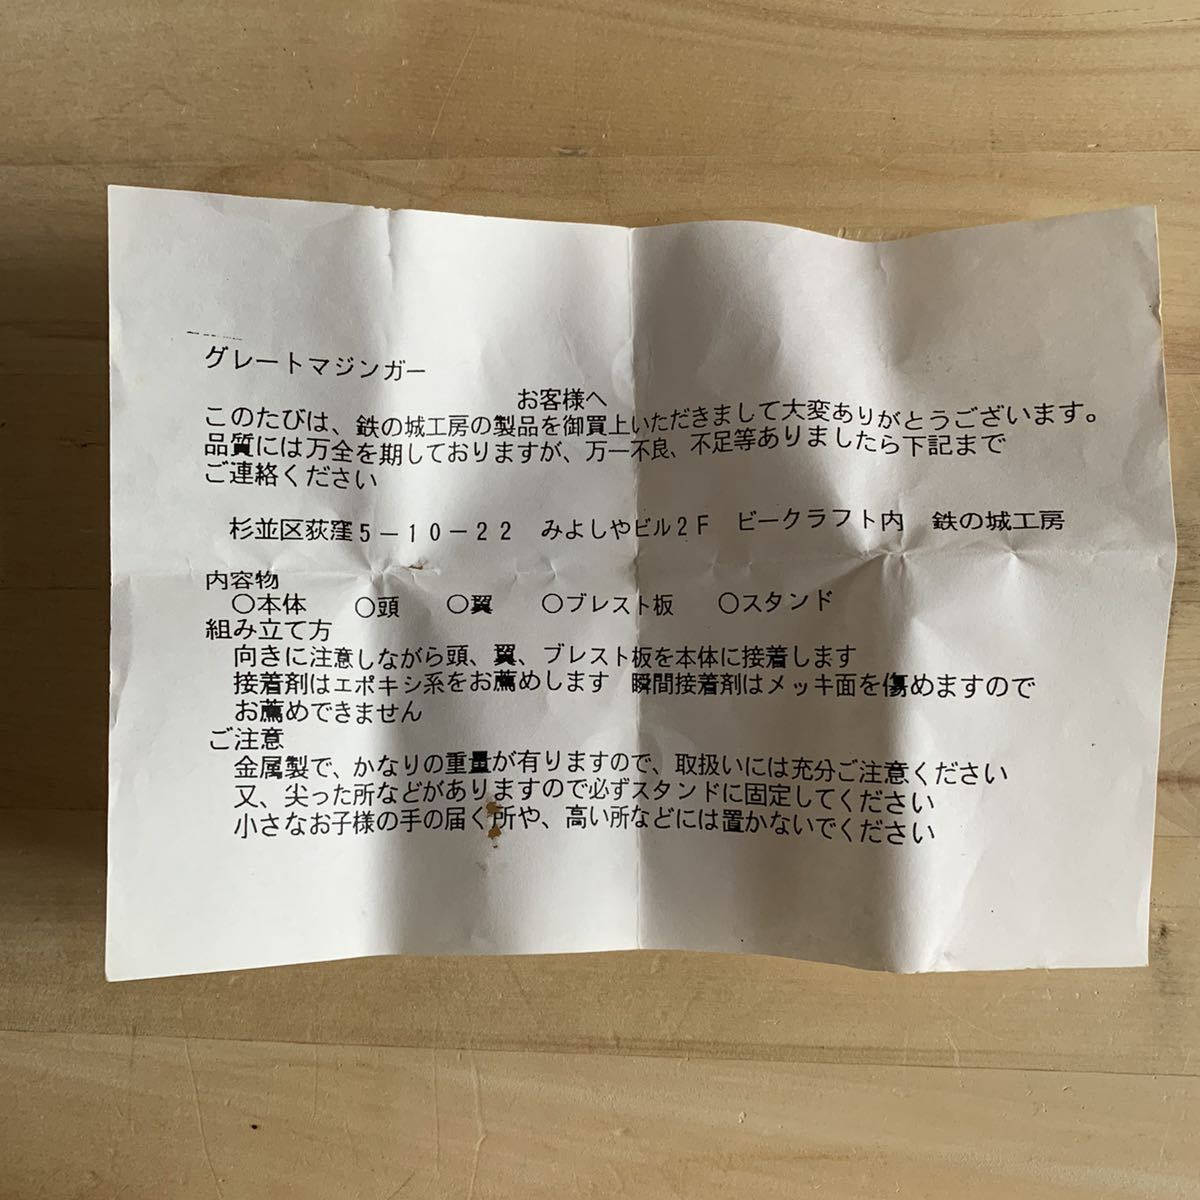 グレートマジンガー
お客様へ
このたびは、鉄の城工房の製品を御買上いただきまして大変ありがとうございます。
品質には万全を期しておりますが、万一不良、不足等ありましたら下記まで
ご連絡ください
杉並区荻窪5-10-22 みよしやビル2F ビークラフト内 鉄の城工房
内容物
○本体 ○頭 ○翼 ○ブレスト板 ○スタンド
組み立て方
向きに注意しながら頭、翼、ブレスト板を本体に接着します
接着剤はエポキシ系をお薦めします 瞬間接着剤はメッキ面を傷めますので
お薦めできません
ご注意
金属製で、かなりの重量が有りますので、取扱いには充分ご注意ください
又、尖った所などがありますので必ずスタンドに固定してください
小さなお子様の手の届く所や、高い所などには置かないでください